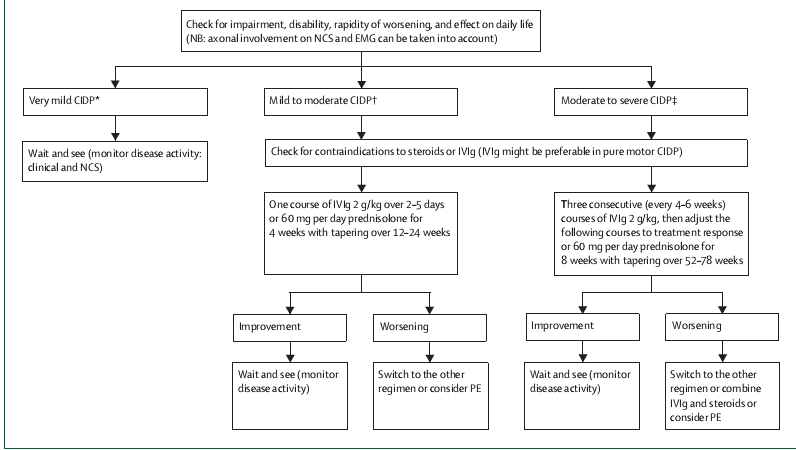 Check for impairment, disability, rapidity of worsening, and effect on daily life
(NB: axonal involvement on NCS and EMG can be taken into account)
Very mild CIDP*
Mild to moderate CIDP†
Moderate to severe CIDP‡
Wait and see (monitor disease activity:
clinical and NCS)
Check for contraindications to steroids or IVIg (IVIg might be preferable in pure motor CIDP)
One course of IVIg 2 g/kg over 2–5 days
or 60 mg per day prednisolone for
4 weeks with tapering over 12–24 weeks
Three consecutive (every 4–6 weeks)
courses of IVIg 2 g/kg, then adjust the
following courses to treatment response
or 60 mg per day prednisolone for
8 weeks with tapering over 52–78 weeks
Improvement
Worsening
Improvement
Worsening
Wait and see (monitor
disease activity)
Switch to the other
regimen or consider PE
Wait and see (monitor
disease activity)
Switch to the other
regimen or combine
IVIg and steroids or
consider PE